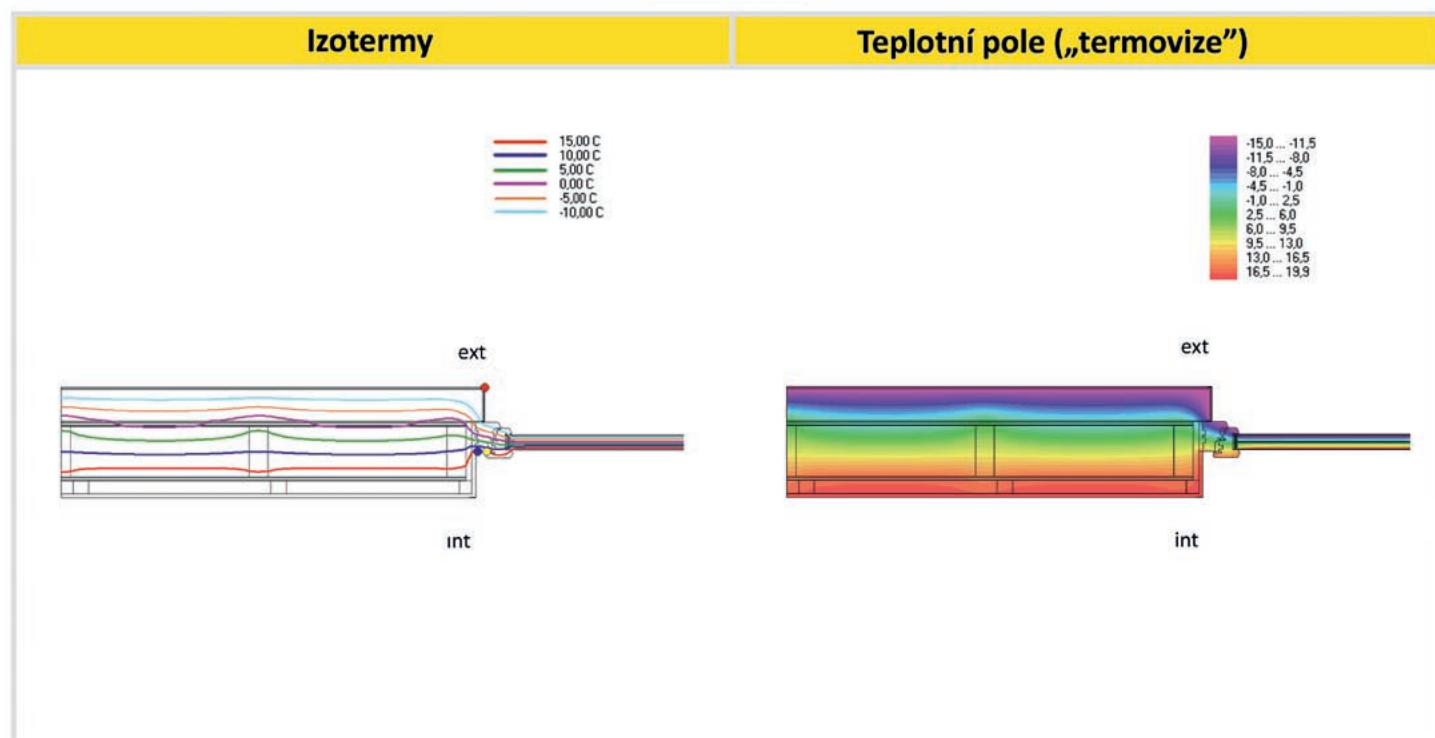 Izotermy
Teplotní pole („termovize”)
15,00 C
10,00 C
5,00 C
0,00 C
-5,00 C
-10,00 C
-15,0 ... -11,5
-11,5 ... -8,0
-8,0 ... -4,5
-4,5 ... -1,0
-1,0 ... 2,5
2,5 ... 6,0
6,0 ... 9,5
9,5 ... 13,0
13,0 ... 16,5
16,5 ... 19,9
ext
ext
ınt
int